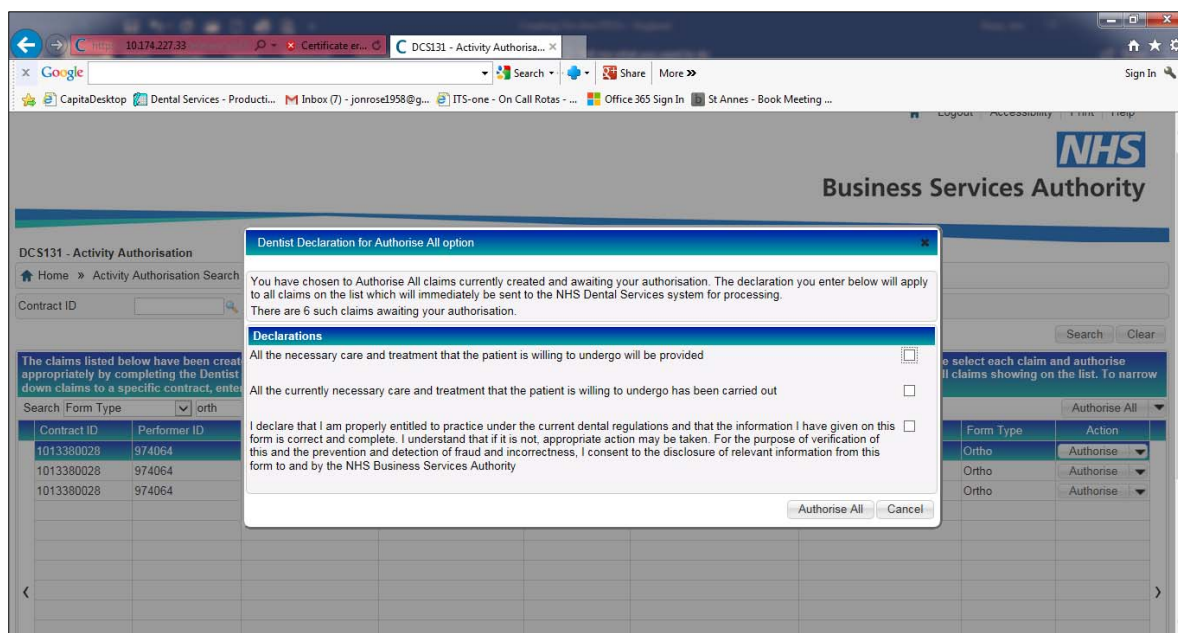 http 10.174.227.33 Certificate er... DCS131 - Activity Authorisa...
Google Search Share More » Sign In
CapitaDesktop Dental Services - Producti... Inbox (7) - jonrose1958@g... ITS-one - On Call Rotas - ... Office 365 Sign In St Annes - Book Meeting ...
Logout Accessibility Print Help
NHS
Business Services Authority
DCS131 - Activity Authorisation
Home » Activity Authorisation Search
Contract ID
Search Clear
Dentist Declaration for Authorise All option
You have chosen to Authorise All claims currently created and awaiting your authorisation. The declaration you enter below will apply
to all claims on the list which will immediately be sent to the NHS Dental Services system for processing.
There are 6 such claims awaiting your authorisation.
Declarations
All the necessary care and treatment that the patient is willing to undergo will be provided
All the currently necessary care and treatment that the patient is willing to undergo has been carried out
I declare that I am properly entitled to practice under the current dental regulations and that the information I have given on this
form is correct and complete. I understand that if it is not, appropriate action may be taken. For the purpose of verification of
this and the prevention and detection of fraud and incorrectness, I consent to the disclosure of relevant information from this
form to and by the NHS Business Services Authority
Authorise All Cancel
The claims listed below have been creat
e select each claim and authorise
appropriately by completing the Dentist
ll claims showing on the list. To narrow
down claims to a specific contract, ente
Search Form Type orth Authorise All
Contract ID Performer ID Form Type Action
1013380028 974064 Ortho Authorise
1013380028 974064 Ortho Authorise
1013380028 974064 Ortho Authorise